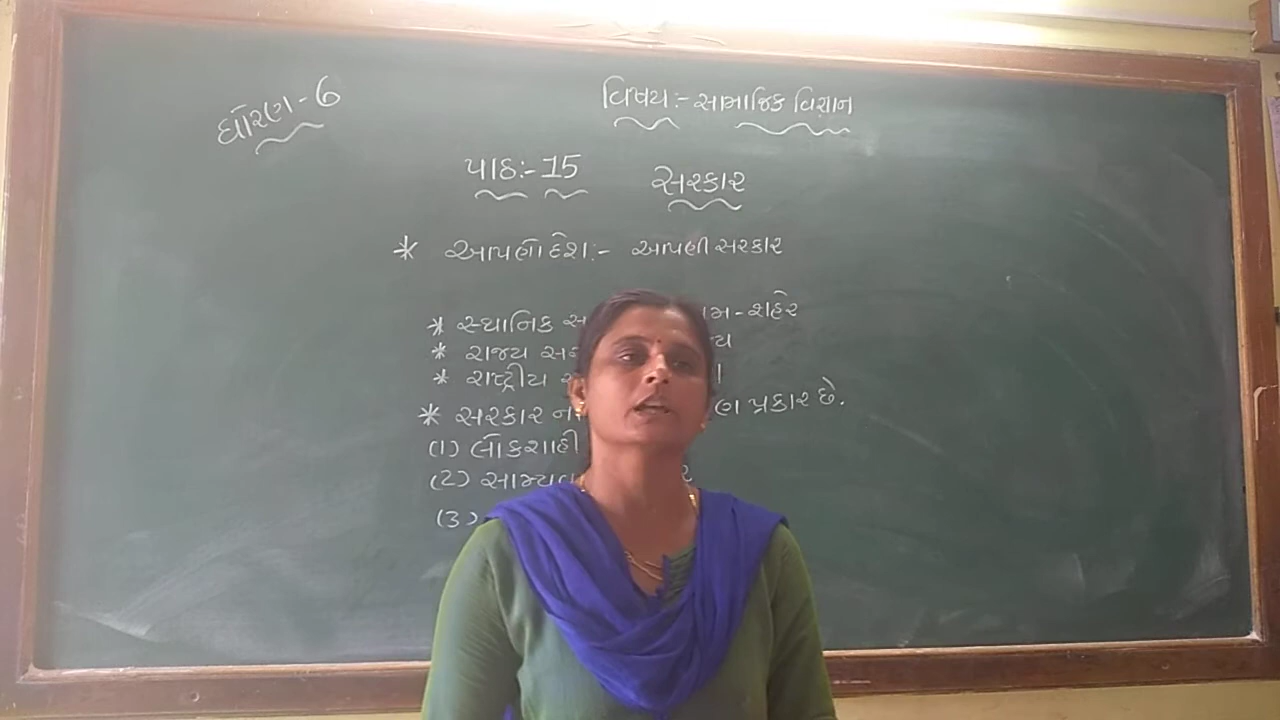 ધોરણ - 6
વિષય :- સામાજિક વિજ્ઞાન
પાઠ :- 15 સરકાર
* આપણો દેશ :- આપણી સરકાર
* સ્થાનિક - શહેર
* રાજ્ય
* રાષ્ટ્રીય
* સરકાર પ્રકાર છે.
(1) લોકશાહી
(2)
(3)